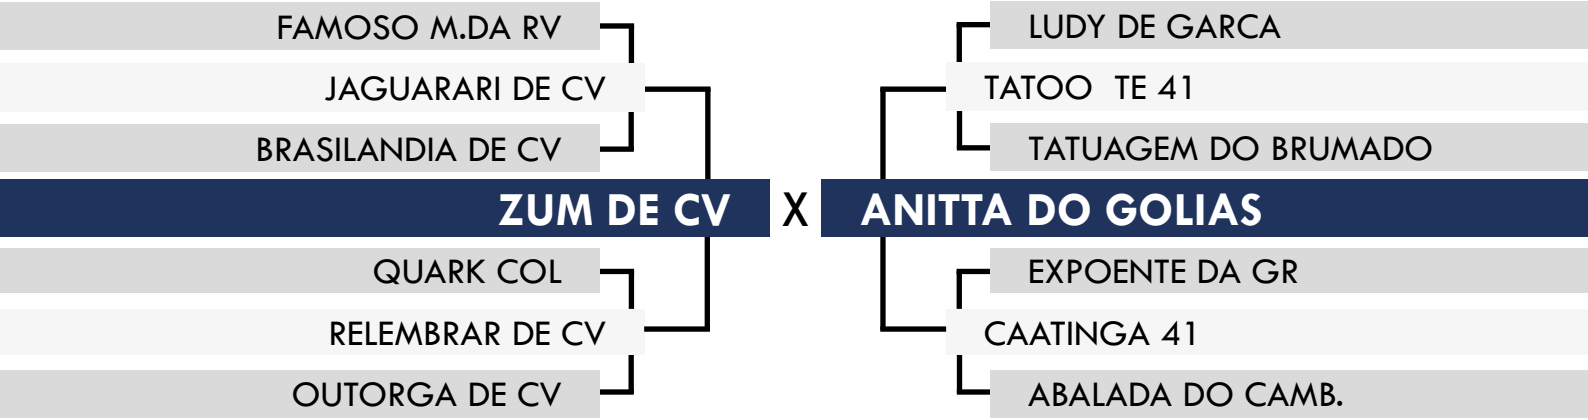 FAMOSO M.DA RV
LUDY DE GARCA
JAGUARARI DE CV
TATOO TE 41
BRASILANDIA DE CV
TATUAGEM DO BRUMADO
ZUM DE CV X ANITTA DO GOLIAS
QUARK COL
EXPOENTE DA GR
RELEMBRAR DE CV
CAATINGA 41
OUTORGA DE CV
ABALADA DO CAMB.